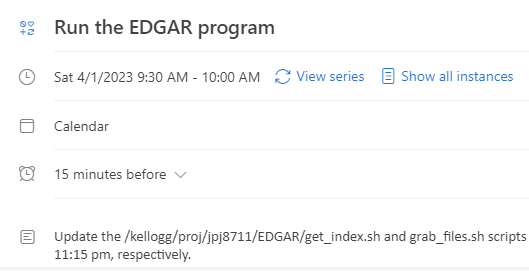 Run the EDGAR program
Sat 4/1/2023 9:30 AM - 10:00 AM View series Show all instances
Calendar
15 minutes before
Update the /kellogg/proj/jpj8711/EDGAR/get_index.sh and grab_files.sh scripts
11:15 pm, respectively.